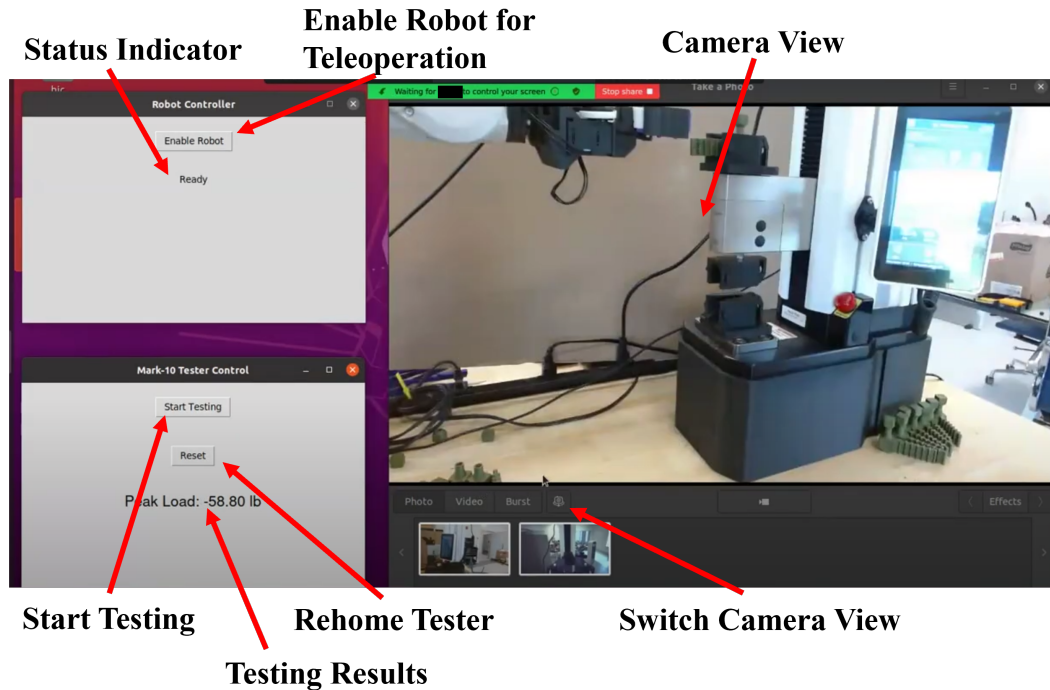 Enable Robot for
Teleoperation
Status Indicator
Camera View
Robot Controller
Waiting for
to control your screen
Stop share
Take a Photo
Enable Robot
Ready
Mark-10 Tester Control
Start Testing
Reset
Peak Load: -58.80 lb
Photo
Video
Burst
Effects
Start Testing
Rehome Tester
Switch Camera View
Testing Results